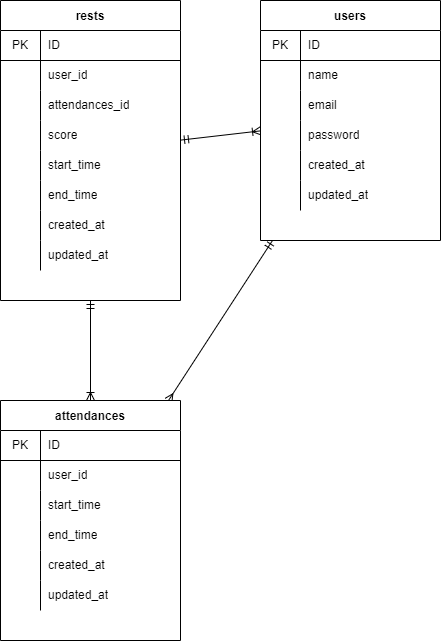 rests
PK ID
user_id
attendances_id
score
start_time
end_time
created_at
updated_at
users
PK ID
name
email
password
created_at
updated_at
attendances
PK ID
user_id
start_time
end_time
created_at
updated_at